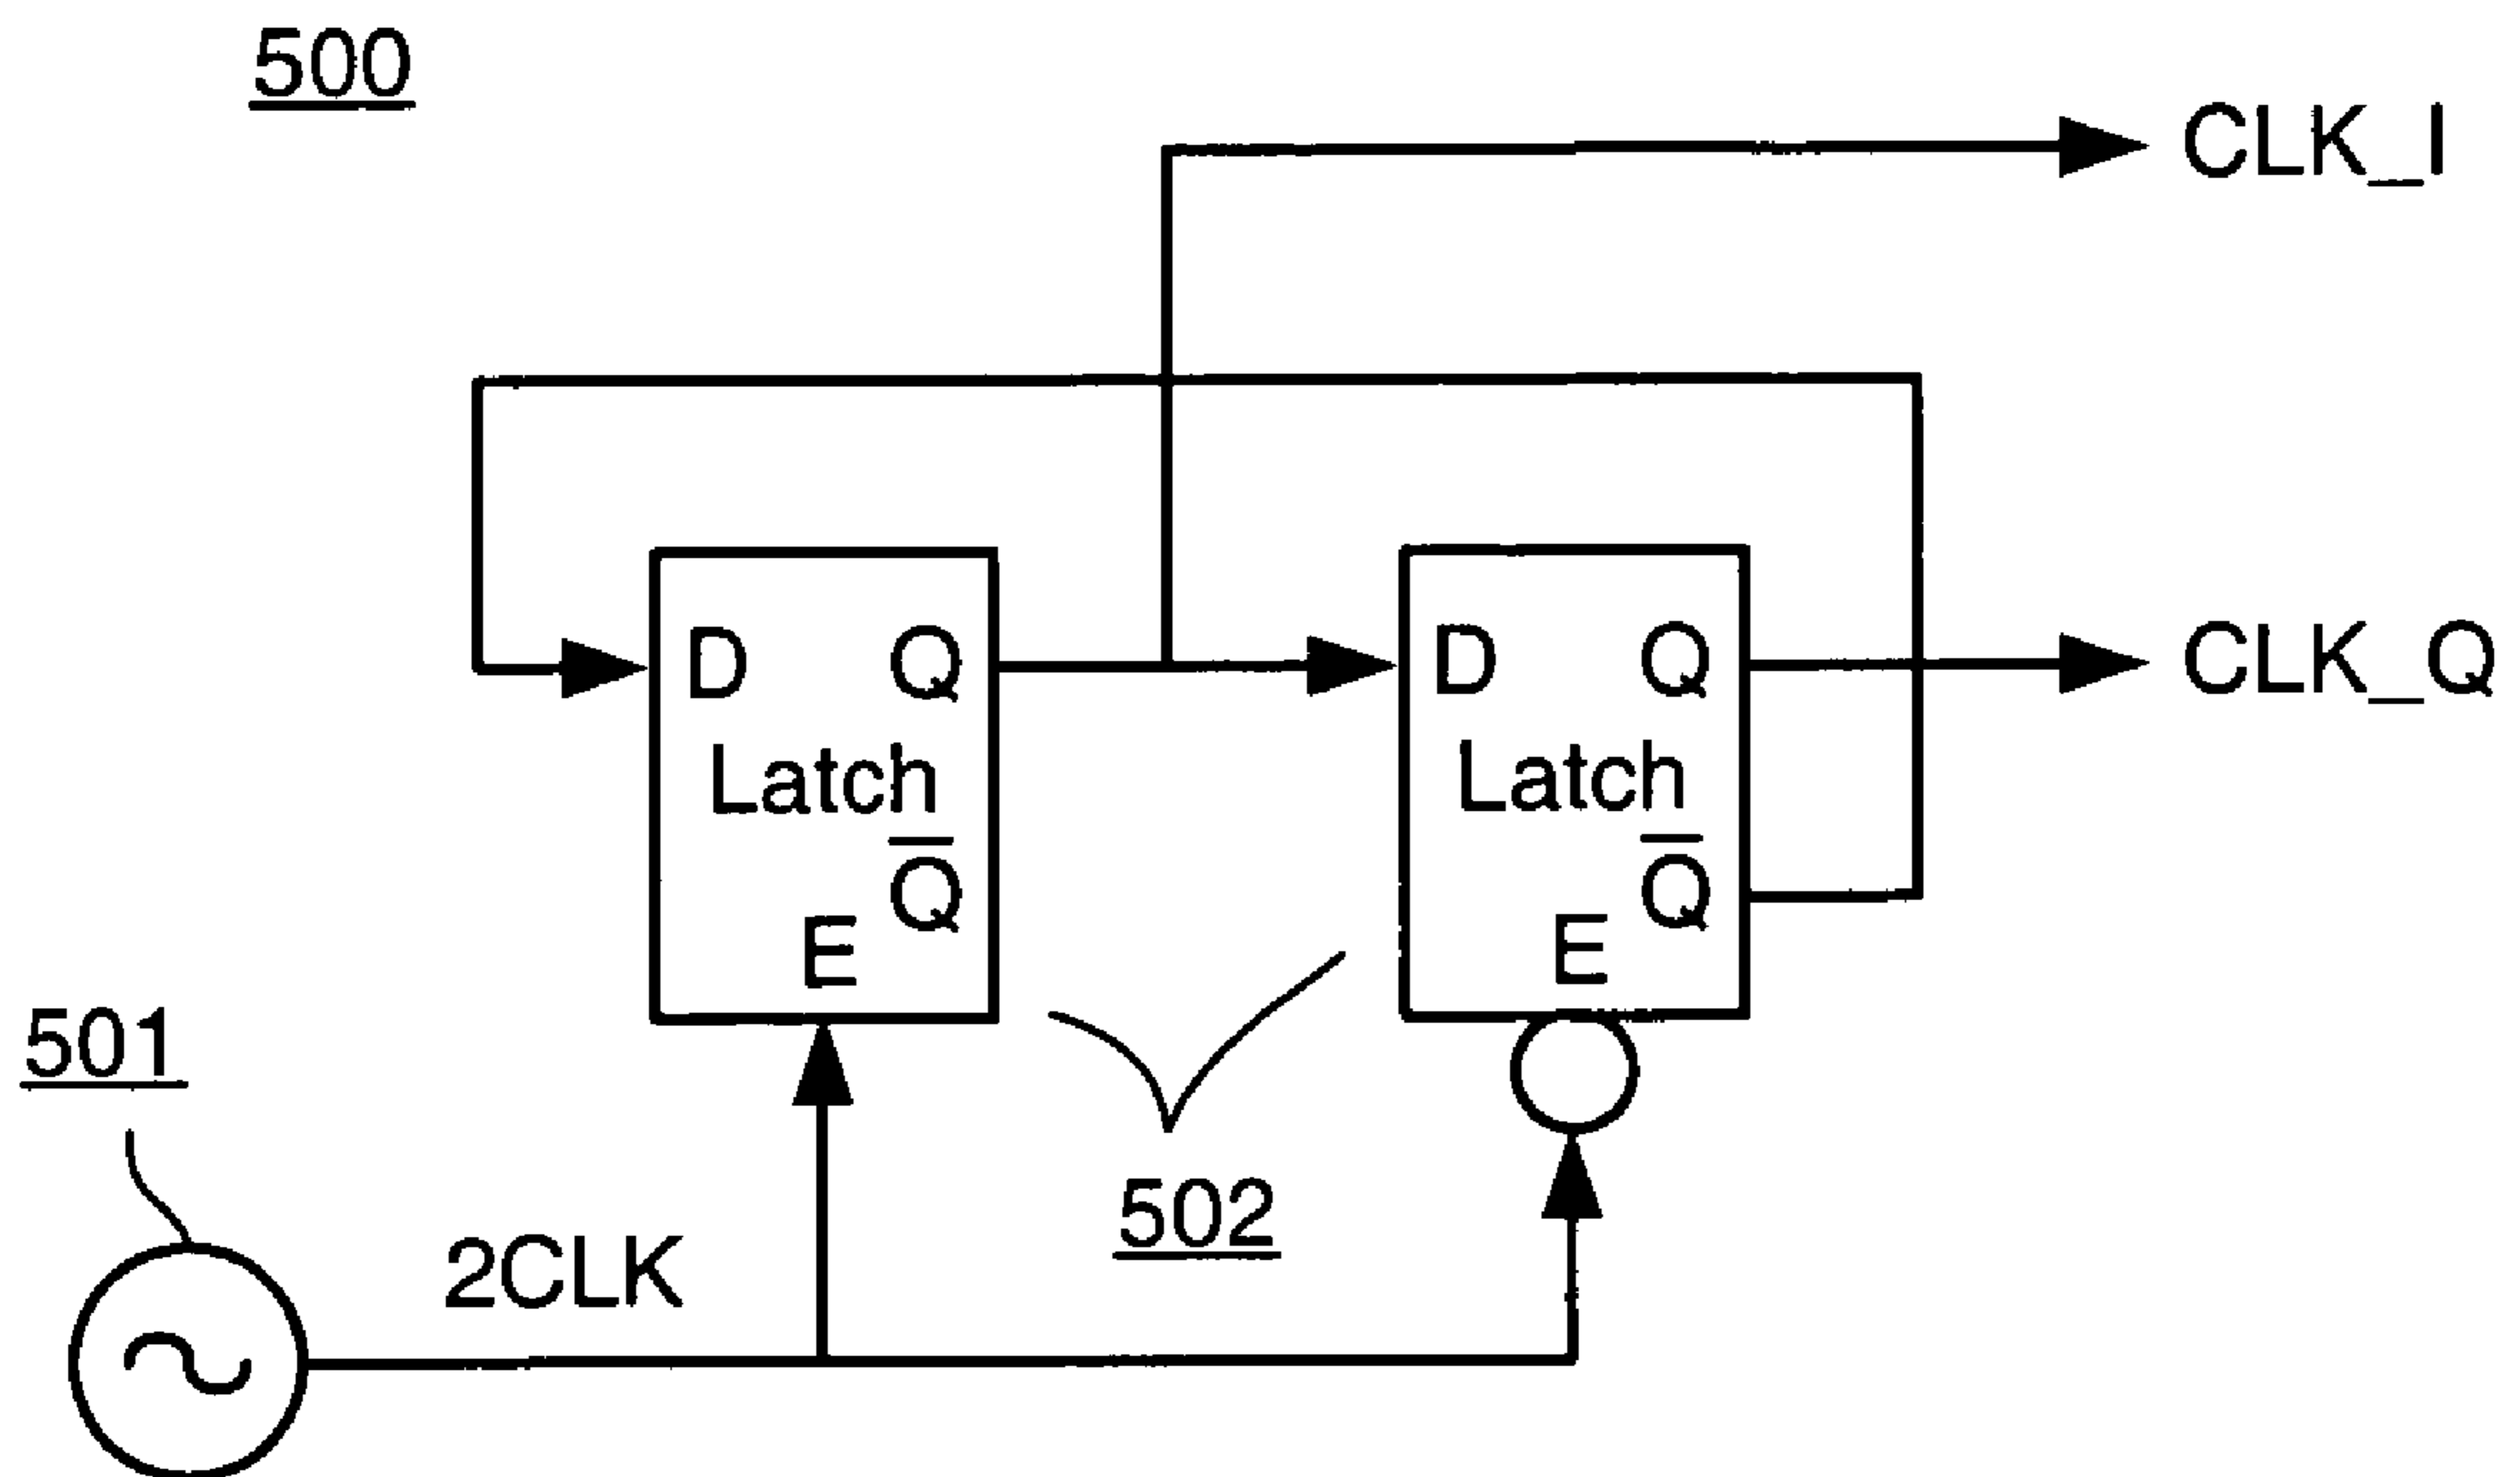 500
CLK_I
D Q
Latch
Q̅
E
D Q
Latch
Q̅
E
CLK_Q
501
502
2CLK